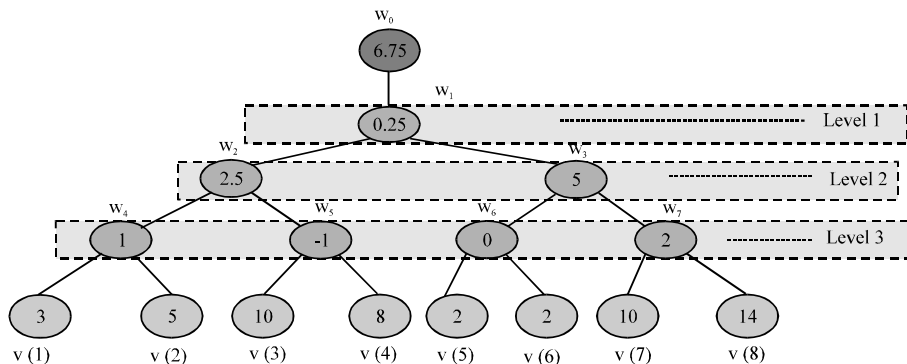 w₀
6.75
w₁
0.25 Level 1
w₂ w₃
2.5 5 Level 2
w₄ w₅ w₆ w₇
1 -1 0 2 Level 3
3 5 10 8 2 2 10 14
v (1) v (2) v (3) v (4) v (5) v (6) v (7) v (8)